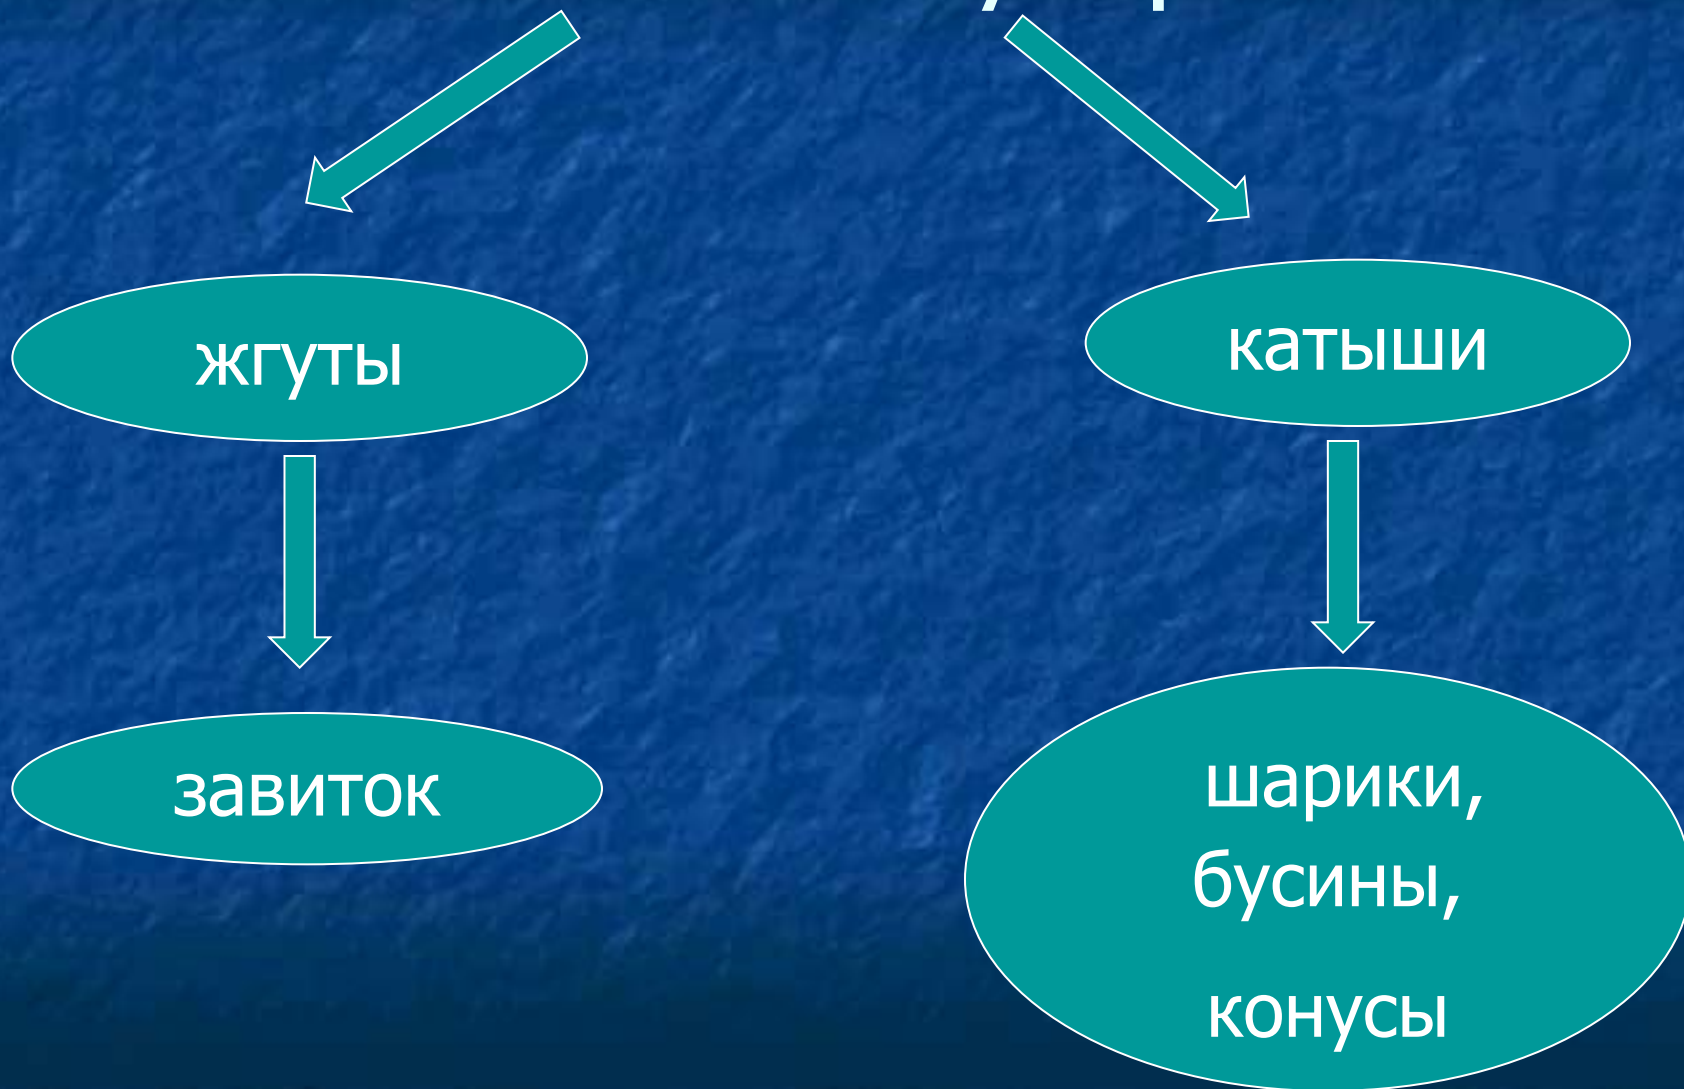 жгуты
катыши
завиток
шарики,
бусины,
конусы